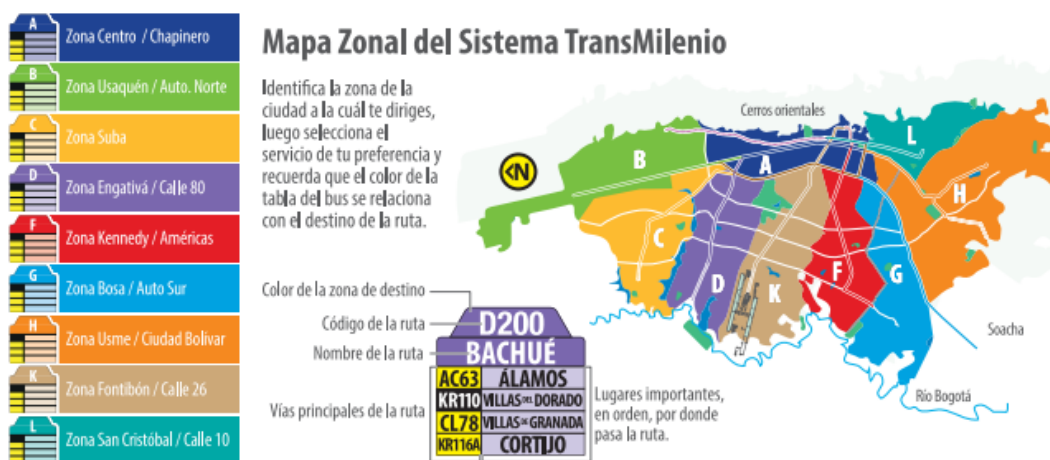 A
Zona Centro / Chapinero
B
Zona Usaquén / Auto. Norte
C
Zona Suba
D
Zona Engativá / Calle 80
F
Zona Kennedy / Américas
G
Zona Bosa / Auto Sur
H
Zona Usme / Ciudad Bolívar
K
Zona Fontibón / Calle 26
L
Zona San Cristóbal / Calle 10
Mapa Zonal del Sistema TransMilenio
Identifica la zona de la
ciudad a la cuál te diriges,
luego selecciona el
servicio de tu preferencia y
recuerda que el color de la
tabla del bus se relaciona
con el destino de la ruta.
Color de la zona de destino
Código de la ruta
Nombre de la ruta
Vías principales de la ruta
D200
BACHUÉ
AC63 ÁLAMOS
KR110 VILLAS DEL DORADO
CL78 VILLAS DE GRANADA
KR116A CORTIJO
Lugares importantes,
en orden, por donde
pasa la ruta.
N
Cerros orientales
B
A
L
H
C
D
K
F
G
Soacha
Río Bogotá